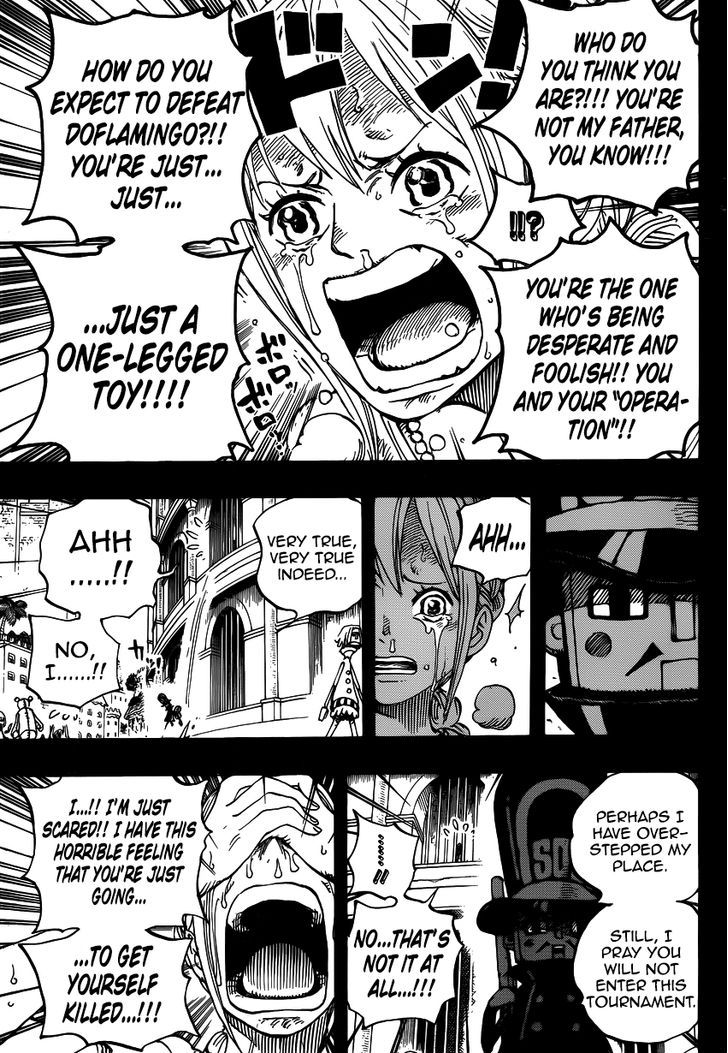 WHO DO
YOU THINK YOU
ARE?!!! YOU'RE
NOT MY FATHER,
YOU KNOW!!!
ドン!
HOW DO YOU
EXPECT TO DEFEAT
DOFLAMINGO?!!
YOU'RE JUST...
JUST...
!!?
YOU'RE THE ONE
WHO'S BEING
DESPERATE AND
FOOLISH!! YOU
AND YOUR "OPERA-
TION"!!
...JUST A
ONE-LEGGED
TOY!!!!
ギロギロ
AHH...
VERY TRUE,
VERY TRUE
INDEED...
AHH
.....!!
NO,
I......!!
PERHAPS I
HAVE OVER-
STEPPED MY
PLACE.
SO
STILL, I
PRAY YOU
WILL NOT
ENTER THIS
TOURNAMENT.
......!!
NO...THAT'S
NOT IT AT
ALL...!!!
I...!! I'M JUST
SCARED!! I HAVE THIS
HORRIBLE FEELING
THAT YOU'RE JUST
GOING...
...TO GET
YOURSELF
KILLED...!!!